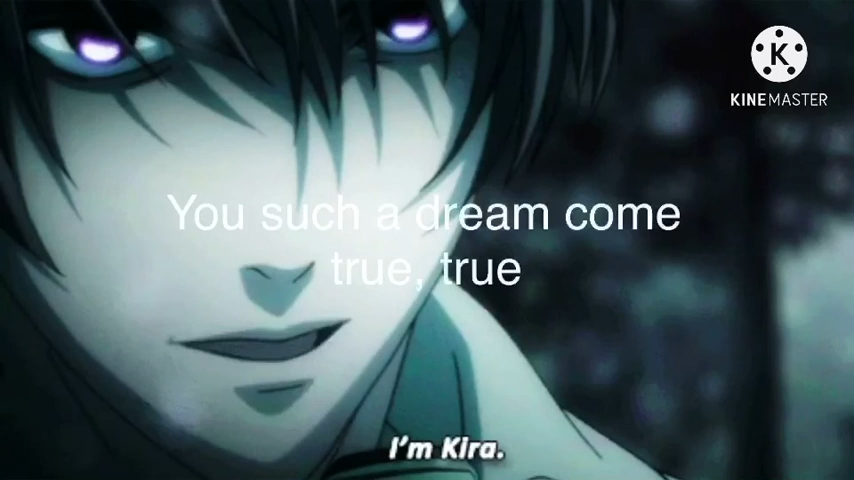 K
KINEMASTER
You such a dream come
true, true
I'm Kira.